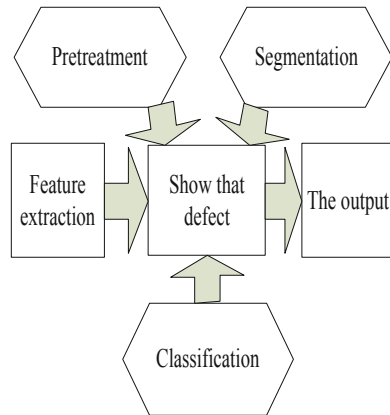 Pretreatment
Segmentation
Feature
extraction
Show that
defect
The output
Classification